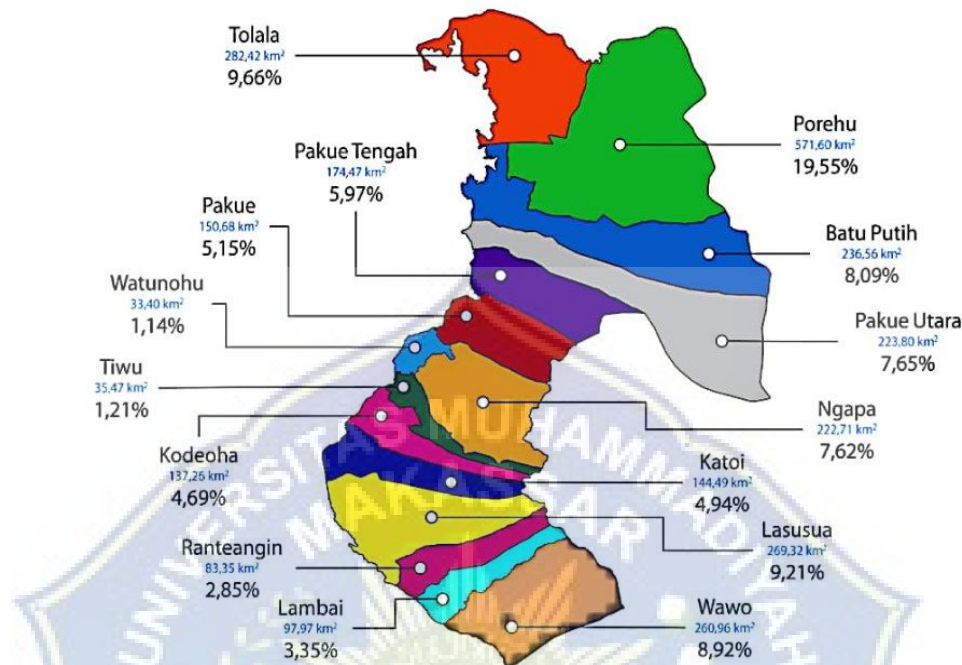 Tolala
282,42 km²
9,66%
Porehu
571,60 km²
19,55%
Pakue Tengah
174,47 km²
5,97%
Pakue
150,68 km²
5,15%
Batu Putih
236,56 km²
8,09%
Watunohu
33,40 km²
1,14%
Pakue Utara
223,80 km²
7,65%
Tiwu
35,47 km²
1,21%
Ngapa
222,71 km²
7,62%
Kodeoha
137,26 km²
4,69%
Katoi
144,49 km²
4,94%
Lasusua
269,32 km²
9,21%
Ranteangin
83,35 km²
2,85%
Lambai
97,97 km²
3,35%
Wawo
260,96 km²
8,92%
UNIVERSITAS MUHAMMADIYAH
MAKASSAR